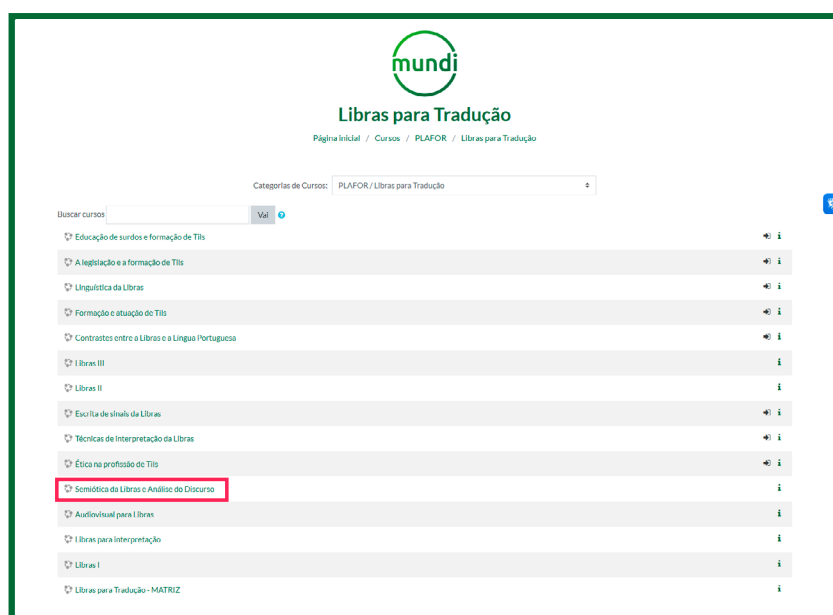 mundi
Libras para Tradução
Página inicial / Cursos / PLAFOR / Libras para Tradução
Categorias de Cursos: PLAFOR / Libras para Tradução
Buscar cursos Vai
Educação de surdos e formação de Tils
A legislação e a formação de Tils
Linguística da Libras
Formação e atuação de Tils
Contrastes entre a Libras e a Língua Portuguesa
Libras III
Libras II
Escrita de sinais da Libras
Técnicas de Interpretação da Libras
Ética na profissão de Tils
Semiótica da Libras e Análise do Discurso
Audiovisual para Libras
Libras para interpretação
Libras I
Libras para Tradução - MATRIZ